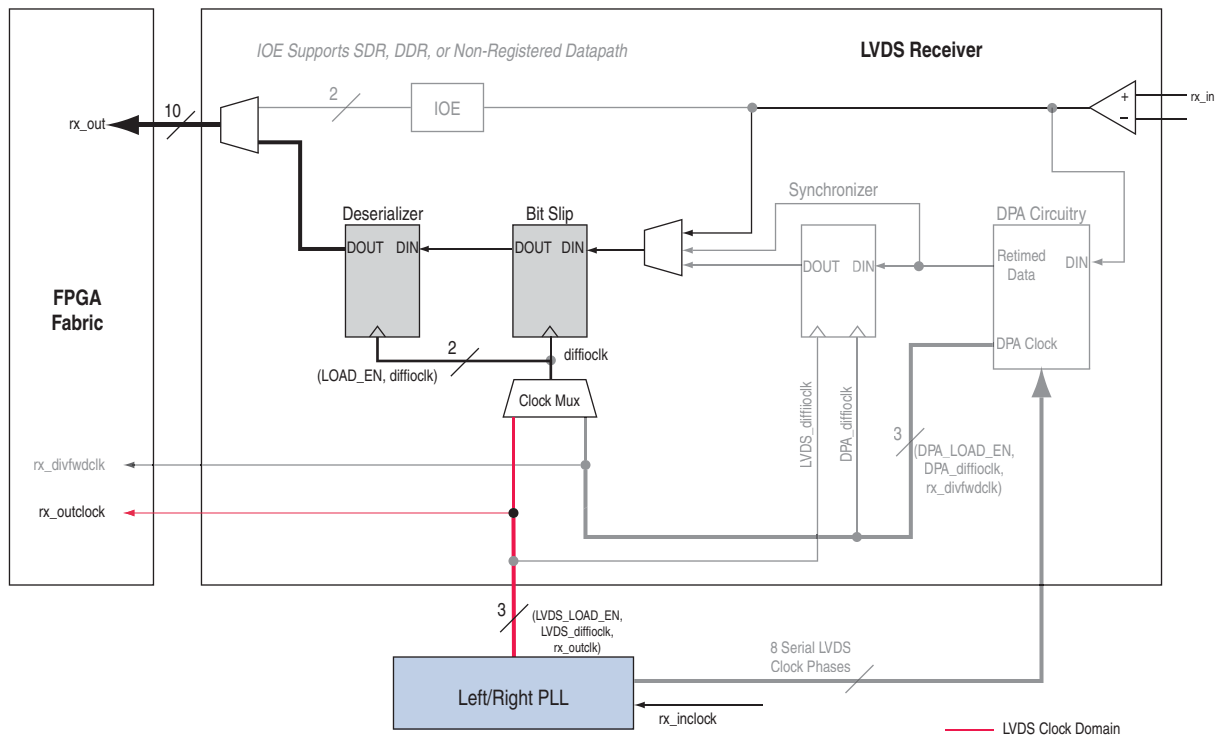 IOE Supports SDR, DDR, or Non-Registered Datapath
LVDS Receiver
2
IOE
+
−
rx_in
10
rx_out
Synchronizer
Deserializer
Bit Slip
DPA Circuitry
DOUT
DIN
DOUT
DIN
DOUT
DIN
Retimed
Data
DIN
FPGA
Fabric
2
diffioclk
DPA Clock
(LOAD_EN, diffioclk)
Clock Mux
LVDS_diffiioclk
DPA_diffioclk
3
(DPA_LOAD_EN,
DPA_diffioclk,
rx_divfwdclk)
rx_divfwdclk
rx_outclock
3
(LVDS_LOAD_EN,
LVDS_diffioclk,
rx_outclk)
8 Serial LVDS
Clock Phases
Left/Right PLL
rx_inclock
LVDS Clock Domain